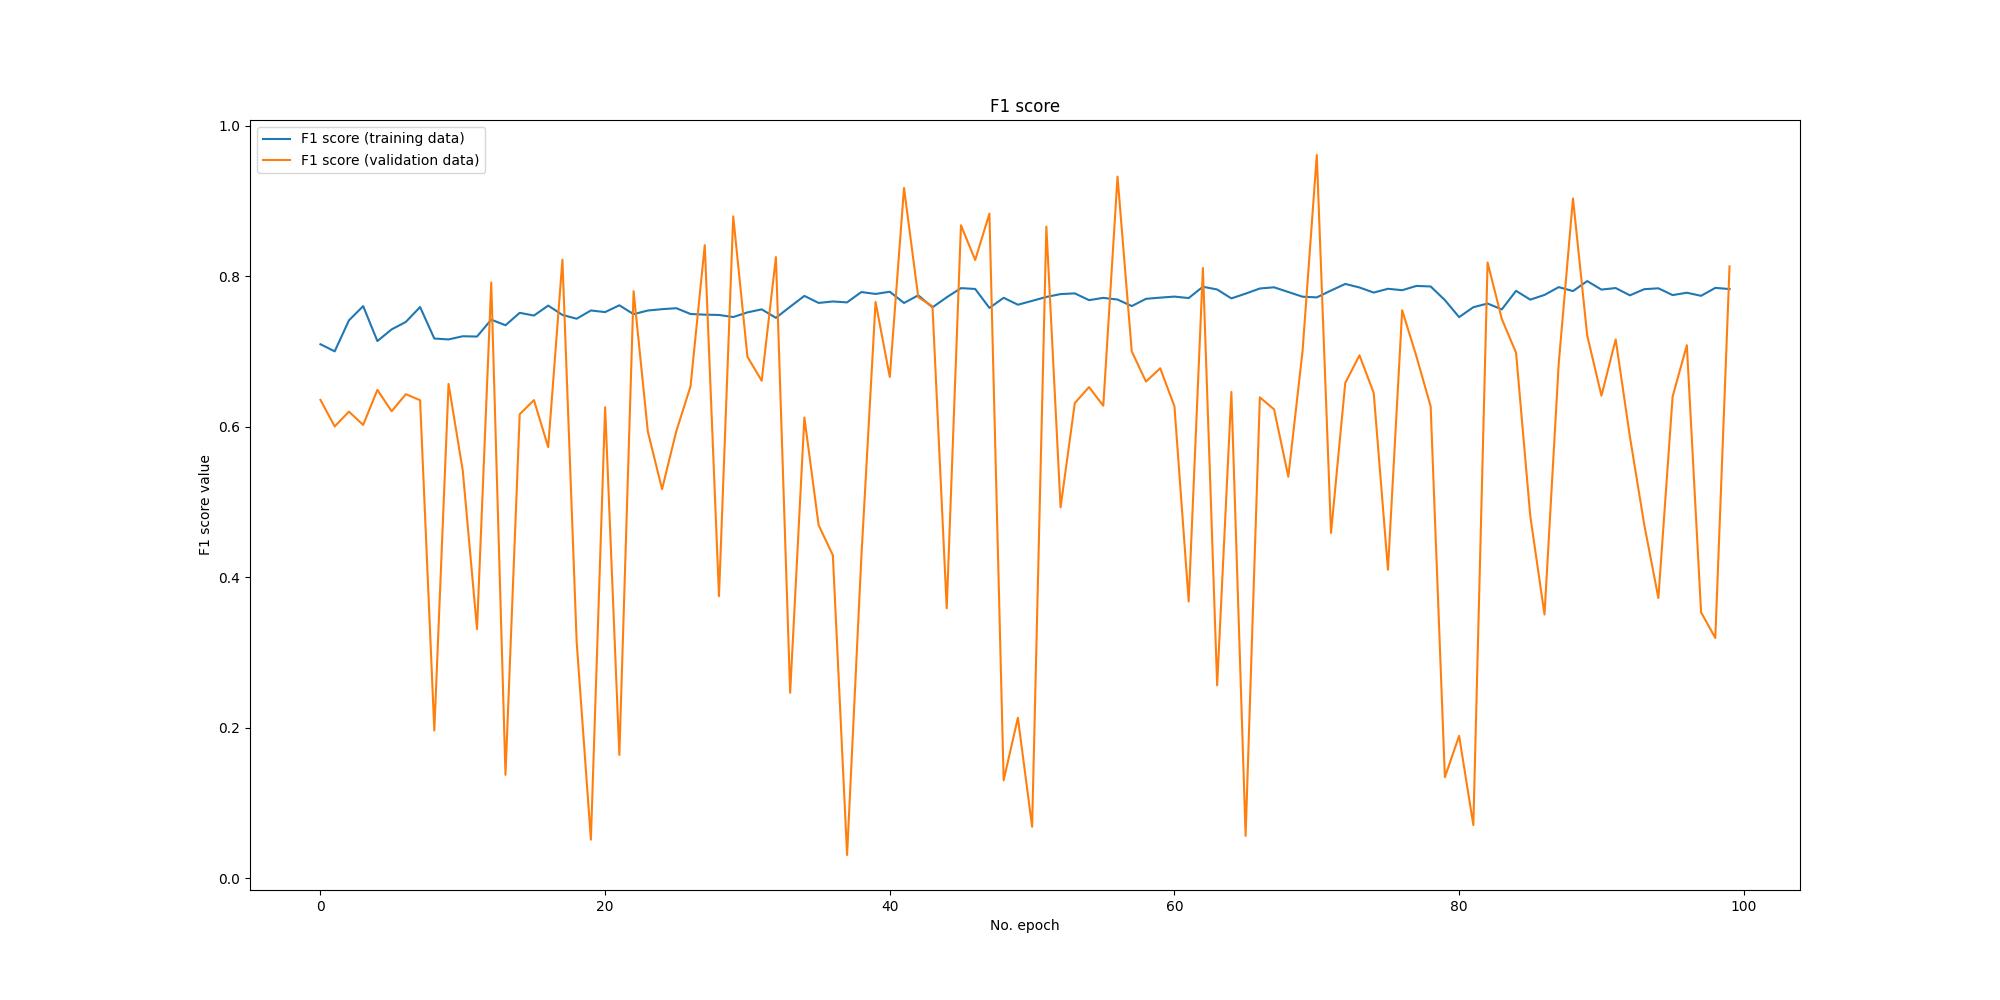 F1 score
F1 score (training data)
F1 score (validation data)
1.0
0.8
0.6
0.4
0.2
0.0
F1 score value
0 20 40 60 80 100
No. epoch